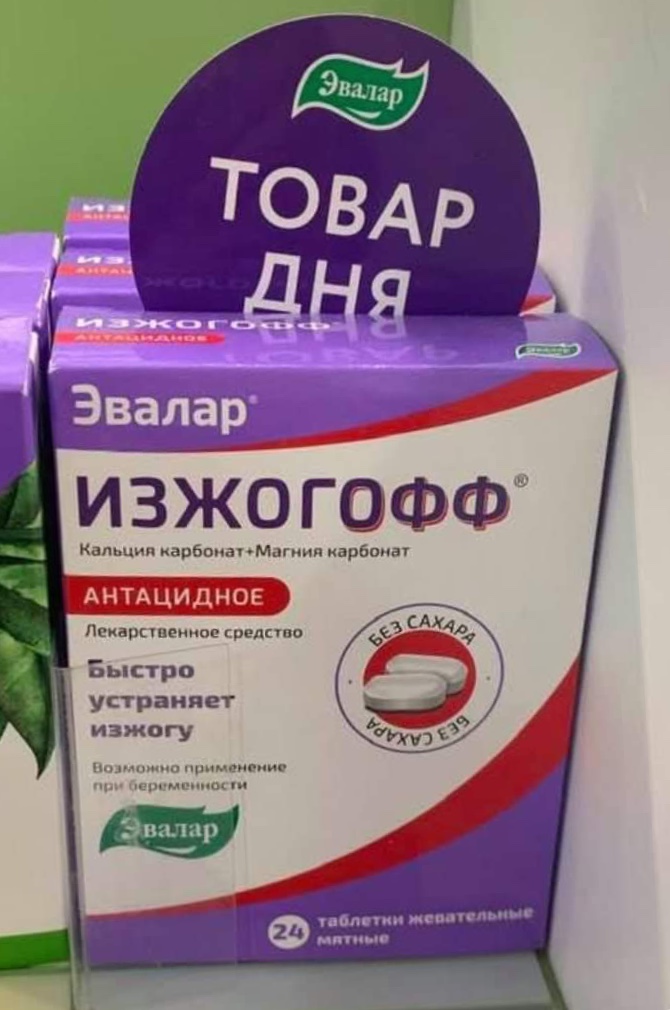 Эвалар
ТОВАР
ДНЯ
ИЗЖОГОФФ
АНТАЦИДНОЕ
Эвалар®
ИЗЖОГОФФ®
Кальция карбонат+Магния карбонат
АНТАЦИДНОЕ
Лекарственное средство
БЕЗ САХАРА
БЕЗ САХАРА
Быстро
устраняет
изжогу
Возможно применение
при беременности
Эвалар
24 таблетки жевательные
мятные